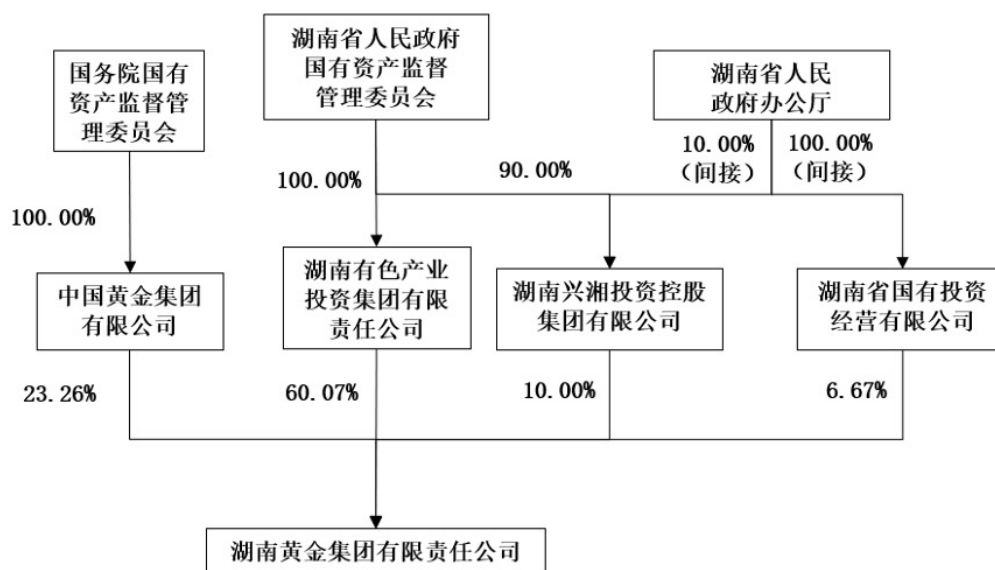 国务院国有
资产监督管
理委员会
湖南省人民政府
国有资产监督
管理委员会
湖南省人民
政府办公厅
100.00%
100.00%
90.00%
10.00%
（间接）
100.00%
（间接）
中国黄金集团
有限公司
湖南有色产业
投资集团有限
责任公司
湖南兴湘投资控股
集团有限公司
湖南省国有投资
经营有限公司
23.26%
60.07%
10.00%
6.67%
湖南黄金集团有限责任公司